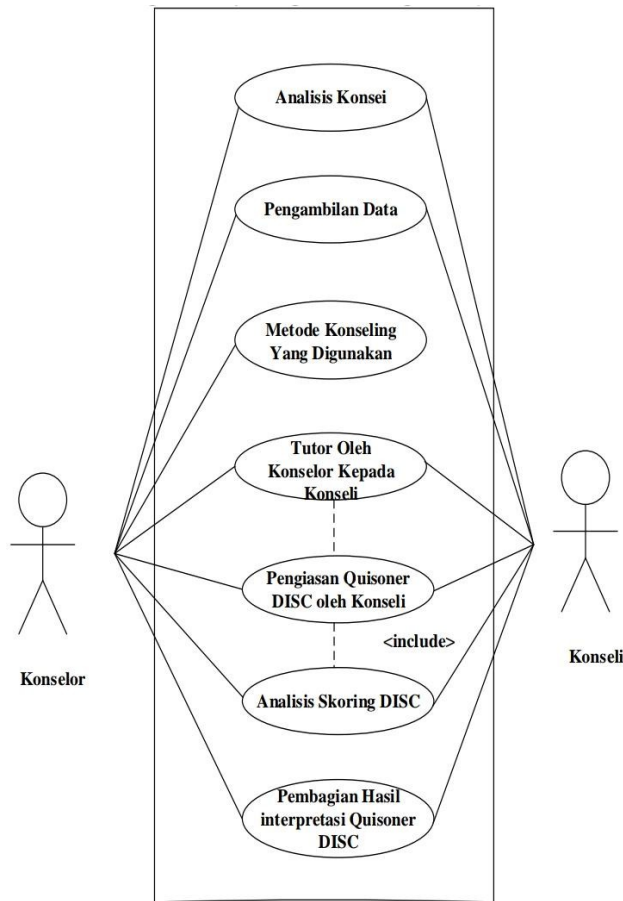 Analisis Konsei
Pengambilan Data
Metode Konseling
Yang Digunakan
Tutor Oleh
Konselor Kepada
Konseli
Pengiasan Quisoner
DISC oleh Konseli
<include>
Analisis Skoring DISC
Pembagian Hasil
interpretasi Quisoner
DISC
Konselor
Konseli